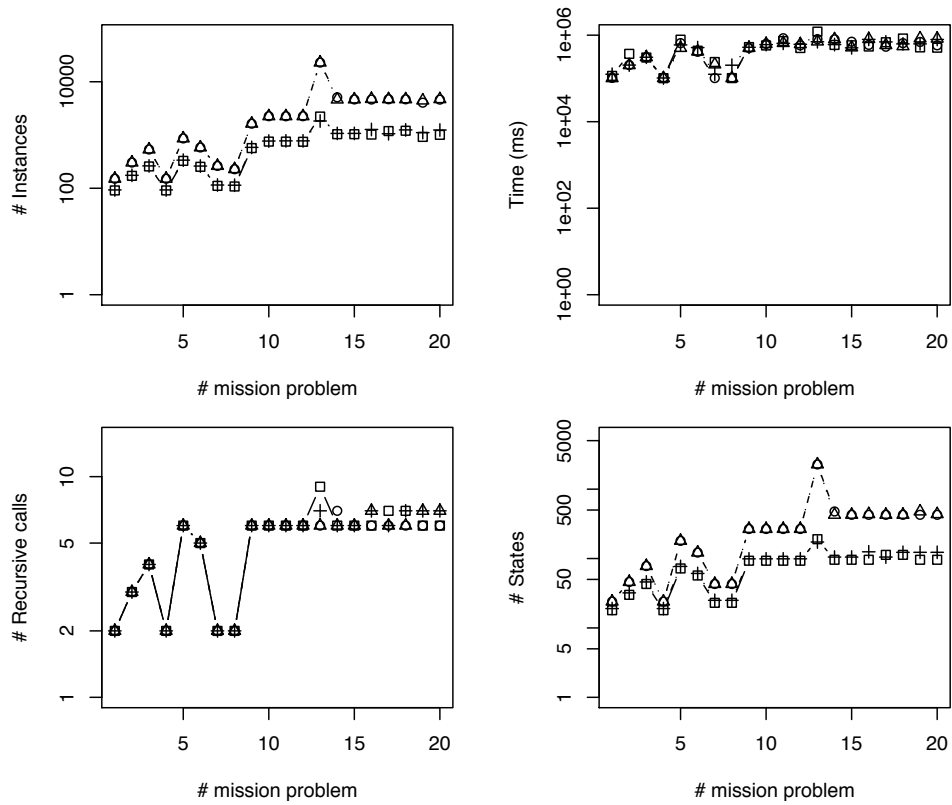 # Instances
10000
100
1
5
10
15
20
# mission problem
Time (ms)
1e+06
1e+04
1e+02
1e+00
5
10
15
20
# mission problem
# Recursive calls
10
5
2
1
5
10
15
20
# mission problem
# States
5000
500
50
5
1
5
10
15
20
# mission problem